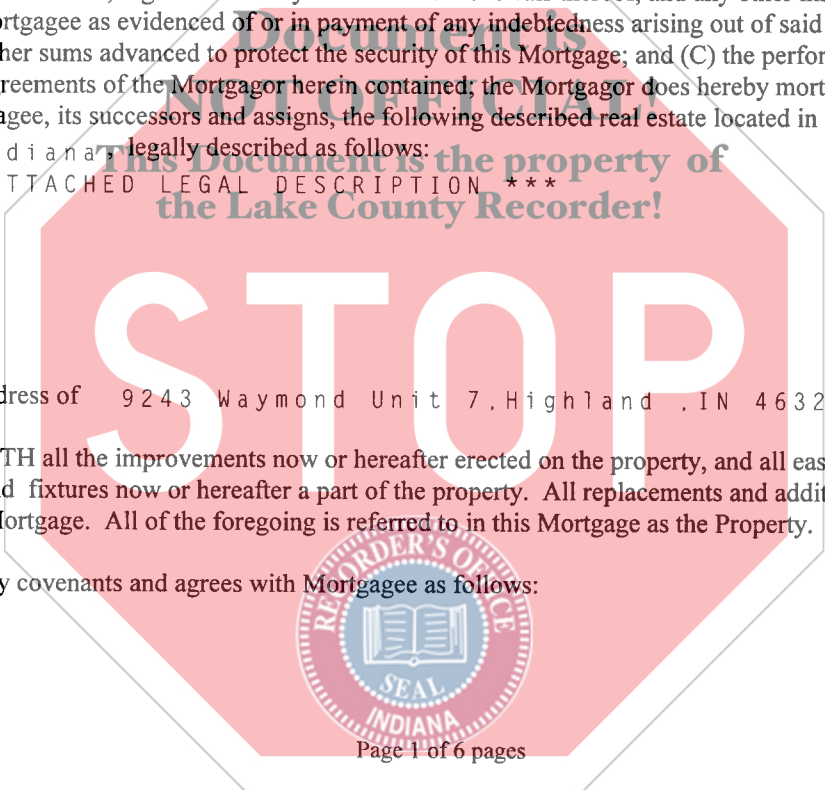 ortgagee as evidenced of or in payment of any indebtedness arising out of said
her sums advanced to protect the security of this Mortgage; and (C) the perfor
reements of the Mortgagor herein contained; the Mortgagor does hereby mort
agee, its successors and assigns, the following described real estate located in
diana, legally described as follows:
TTACHED LEGAL DESCRIPTION ***
Document is
NOT OFFICIAL!
This Document is the property of
the Lake County Recorder!
STOP
dress of 9243 Waymond Unit 7,Highland ,IN 4632
TH all the improvements now or hereafter erected on the property, and all eas
d fixtures now or hereafter a part of the property. All replacements and addit
ortgage. All of the foregoing is referred to in this Mortgage as the Property.
y covenants and agrees with Mortgagee as follows:
RECORDER'S OFFICE
SEAL
INDIANA
Page 1 of 6 pages